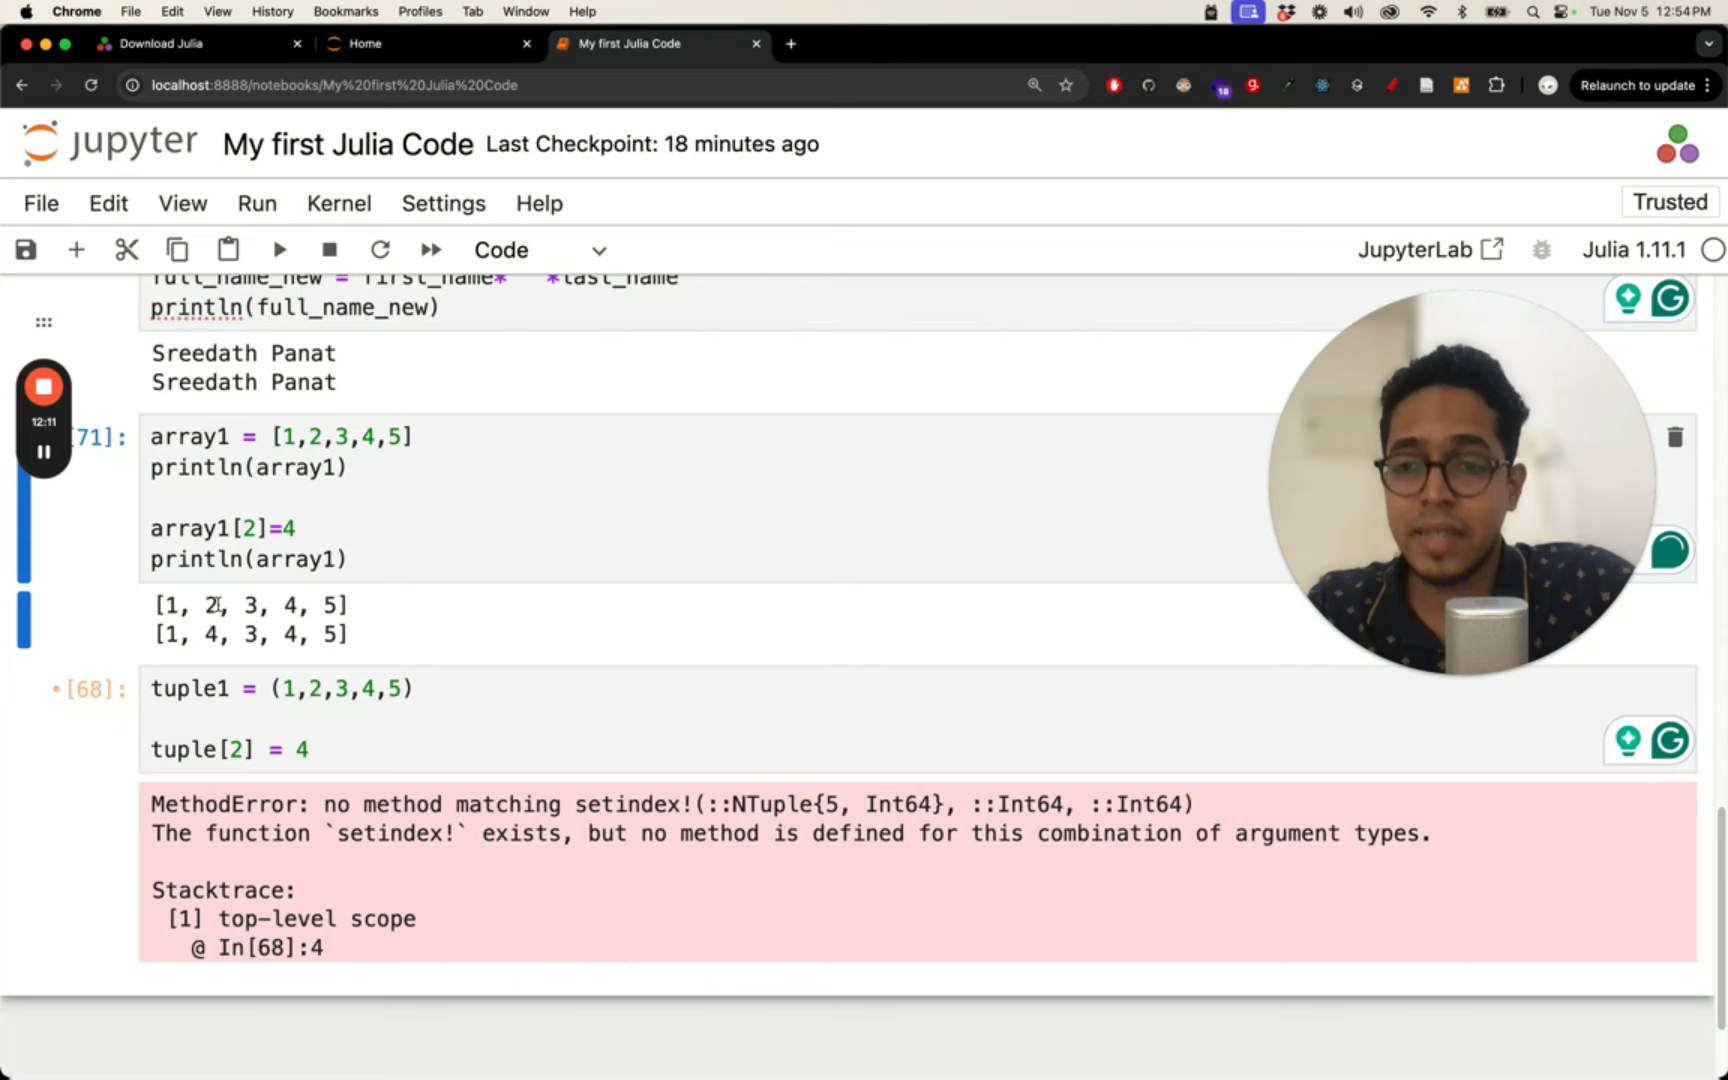 Chrome File Edit View History Bookmarks Profiles Tab Window Help Tue Nov 5 12:54 PM
Download Julia Home My first Julia Code
localhost:8888/notebooks/My%20first%20Julia%20Code 18 Relaunch to update
jupyter My first Julia Code Last Checkpoint: 18 minutes ago
File Edit View Run Kernel Settings Help Trusted
Code JupyterLab Julia 1.11.1
full_name_new = first_name* *last_name
println(full_name_new)
Sreedath Panat
Sreedath Panat
12:11
71]: array1 = [1,2,3,4,5]
println(array1)
array1[2]=4
println(array1)
[1, 2, 3, 4, 5]
[1, 4, 3, 4, 5]
[68]: tuple1 = (1,2,3,4,5)
tuple[2] = 4
MethodError: no method matching setindex!(::NTuple{5, Int64}, ::Int64, ::Int64)
The function `setindex!` exists, but no method is defined for this combination of argument types.
Stacktrace:
[1] top-level scope
@ In[68]:4